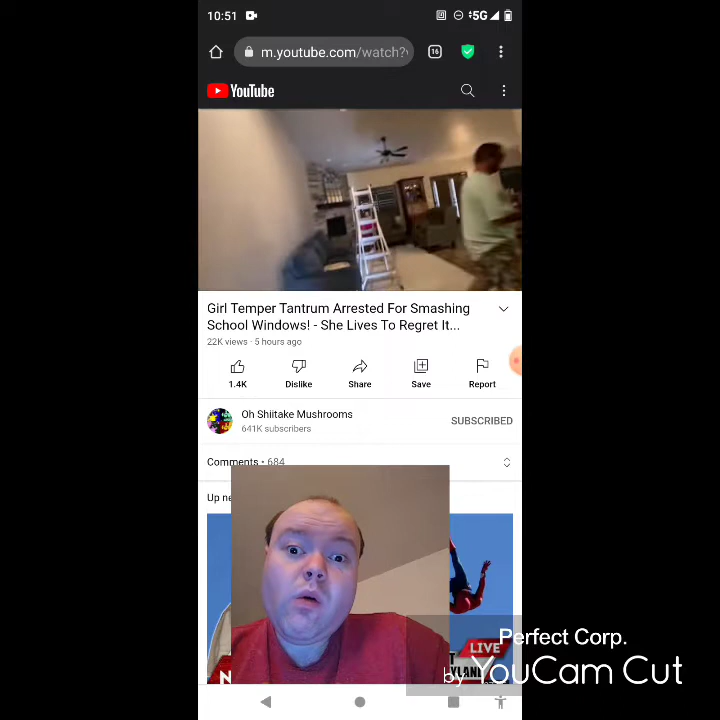 10:51 5G
m.youtube.com/watch?v 16
YouTube
Girl Temper Tantrum Arrested For Smashing
School Windows! - She Lives To Regret It...
22K views · 5 hours ago
1.4K Dislike Share Save Report
Oh Shiitake Mushrooms
641K subscribers
SUBSCRIBED
Comments • 684
Up ne
LIVE
N
Perfect Corp.
by YouCam Cut